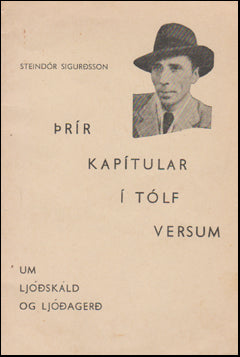 STEINDÓR SIGURÐSSON
ÞRÍR
KAPÍTULAR
Í TÓLF
VERSUM
UM
LJÓÐSKÁLD
OG LJÓÐAGERÐ